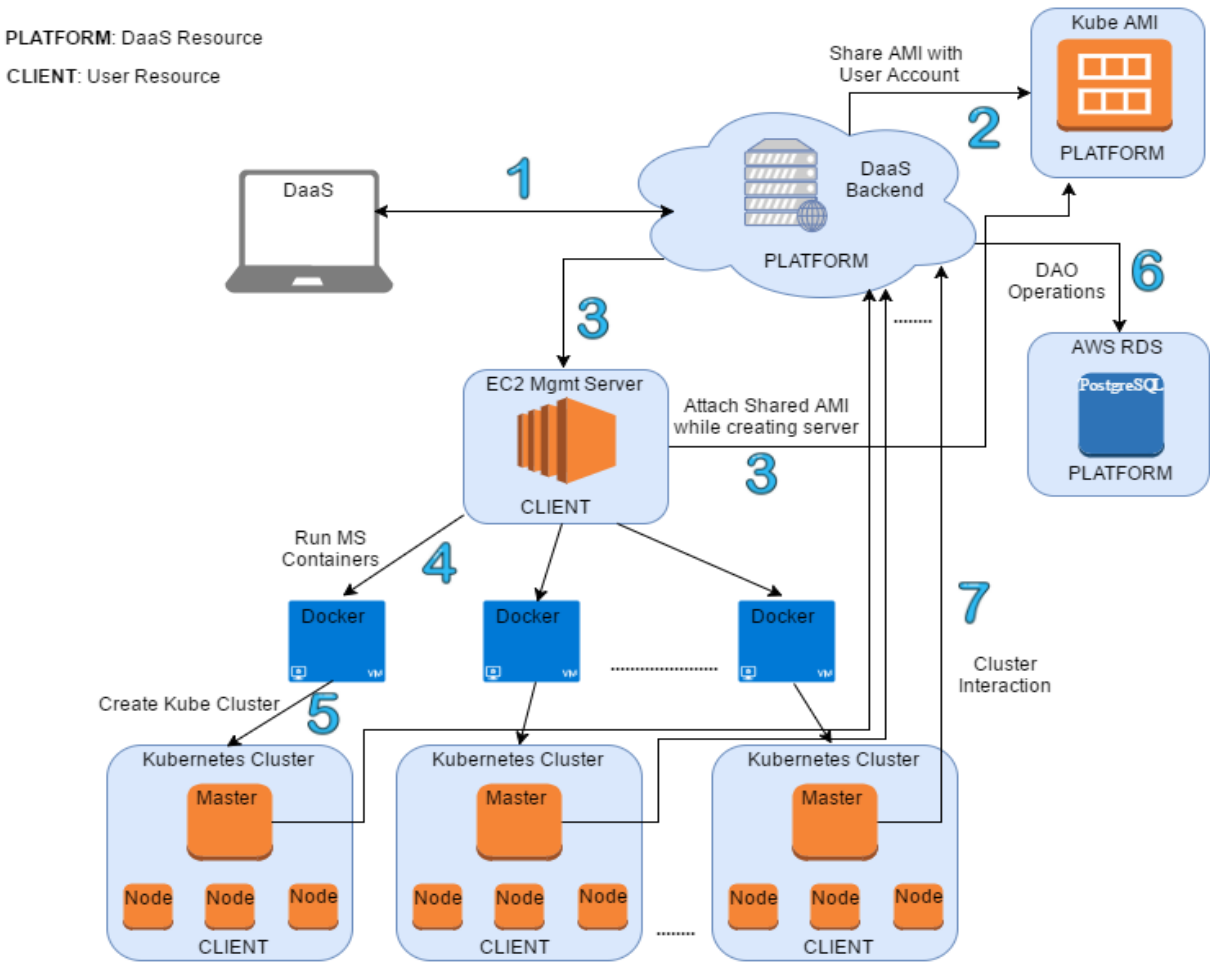 PLATFORM: DaaS Resource
CLIENT: User Resource
Kube AMI
PLATFORM
Share AMI with
User Account
2
1
DaaS
DaaS
Backend
PLATFORM
3
DAO
Operations
6
AWS RDS
PostgreSQL
PLATFORM
EC2 Mgmt Server
CLIENT
Attach Shared AMI
while creating server
3
Run MS
Containers
4
Docker
VM
Docker
VM
.................
Docker
VM
........
7
Cluster
Interaction
Create Kube Cluster
5
Kubernetes Cluster
Master
Node Node Node
CLIENT
Kubernetes Cluster
Master
Node Node Node
CLIENT
........
Kubernetes Cluster
Master
Node Node Node
CLIENT